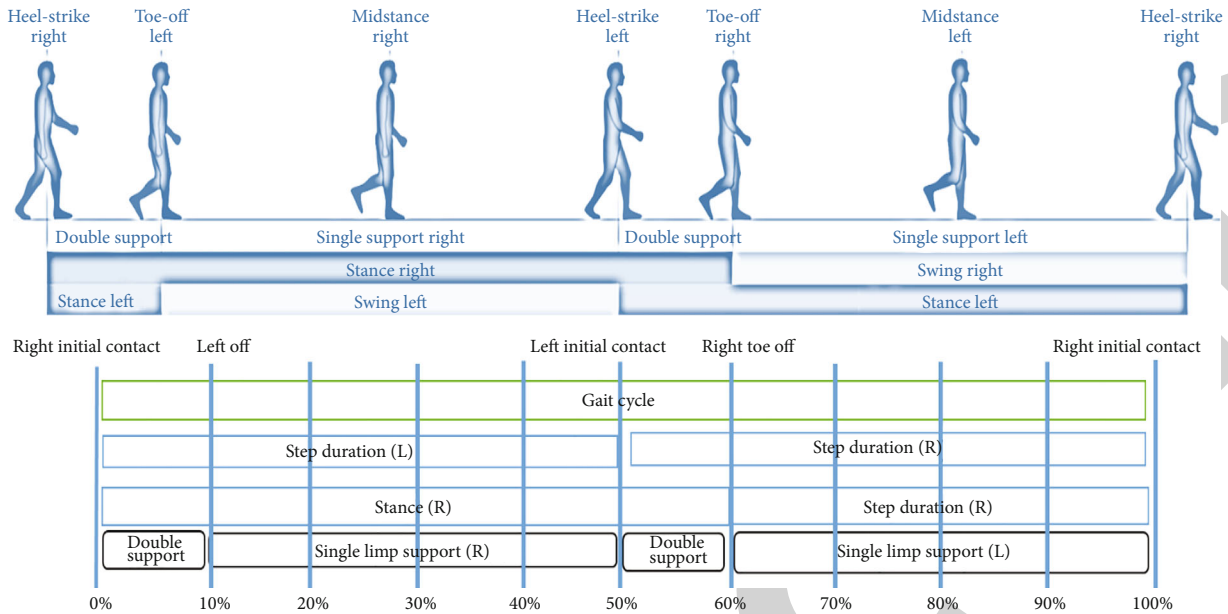 Heel-strike right
Toe-off left
Midstance right
Heel-strike left
Toe-off right
Midstance left
Heel-strike right
Double support
Single support right
Double support
Single support left
Stance right
Swing right
Stance left
Swing left
Stance left
Right initial contact
Left off
Left initial contact
Right toe off
Right initial contact
Gait cycle
Step duration (L)
Step duration (R)
Stance (R)
Step duration (R)
Double support
Single limp support (R)
Double support
Single limp support (L)
0%
10%
20%
30%
40%
50%
60%
70%
80%
90%
100%